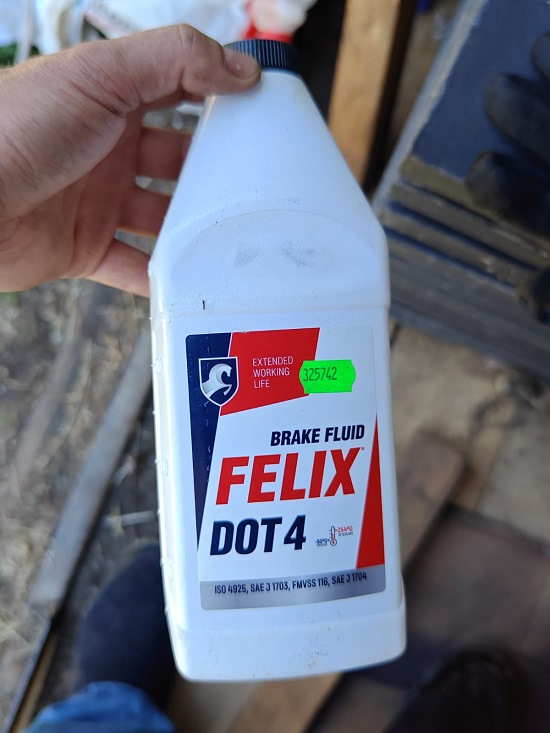 EXTENDED
WORKING
LIFE
325742
BRAKE FLUID
FELIX®
DOT 4
ISO 4925, SAE J 1703, FMVSS 116, SAE J 1704